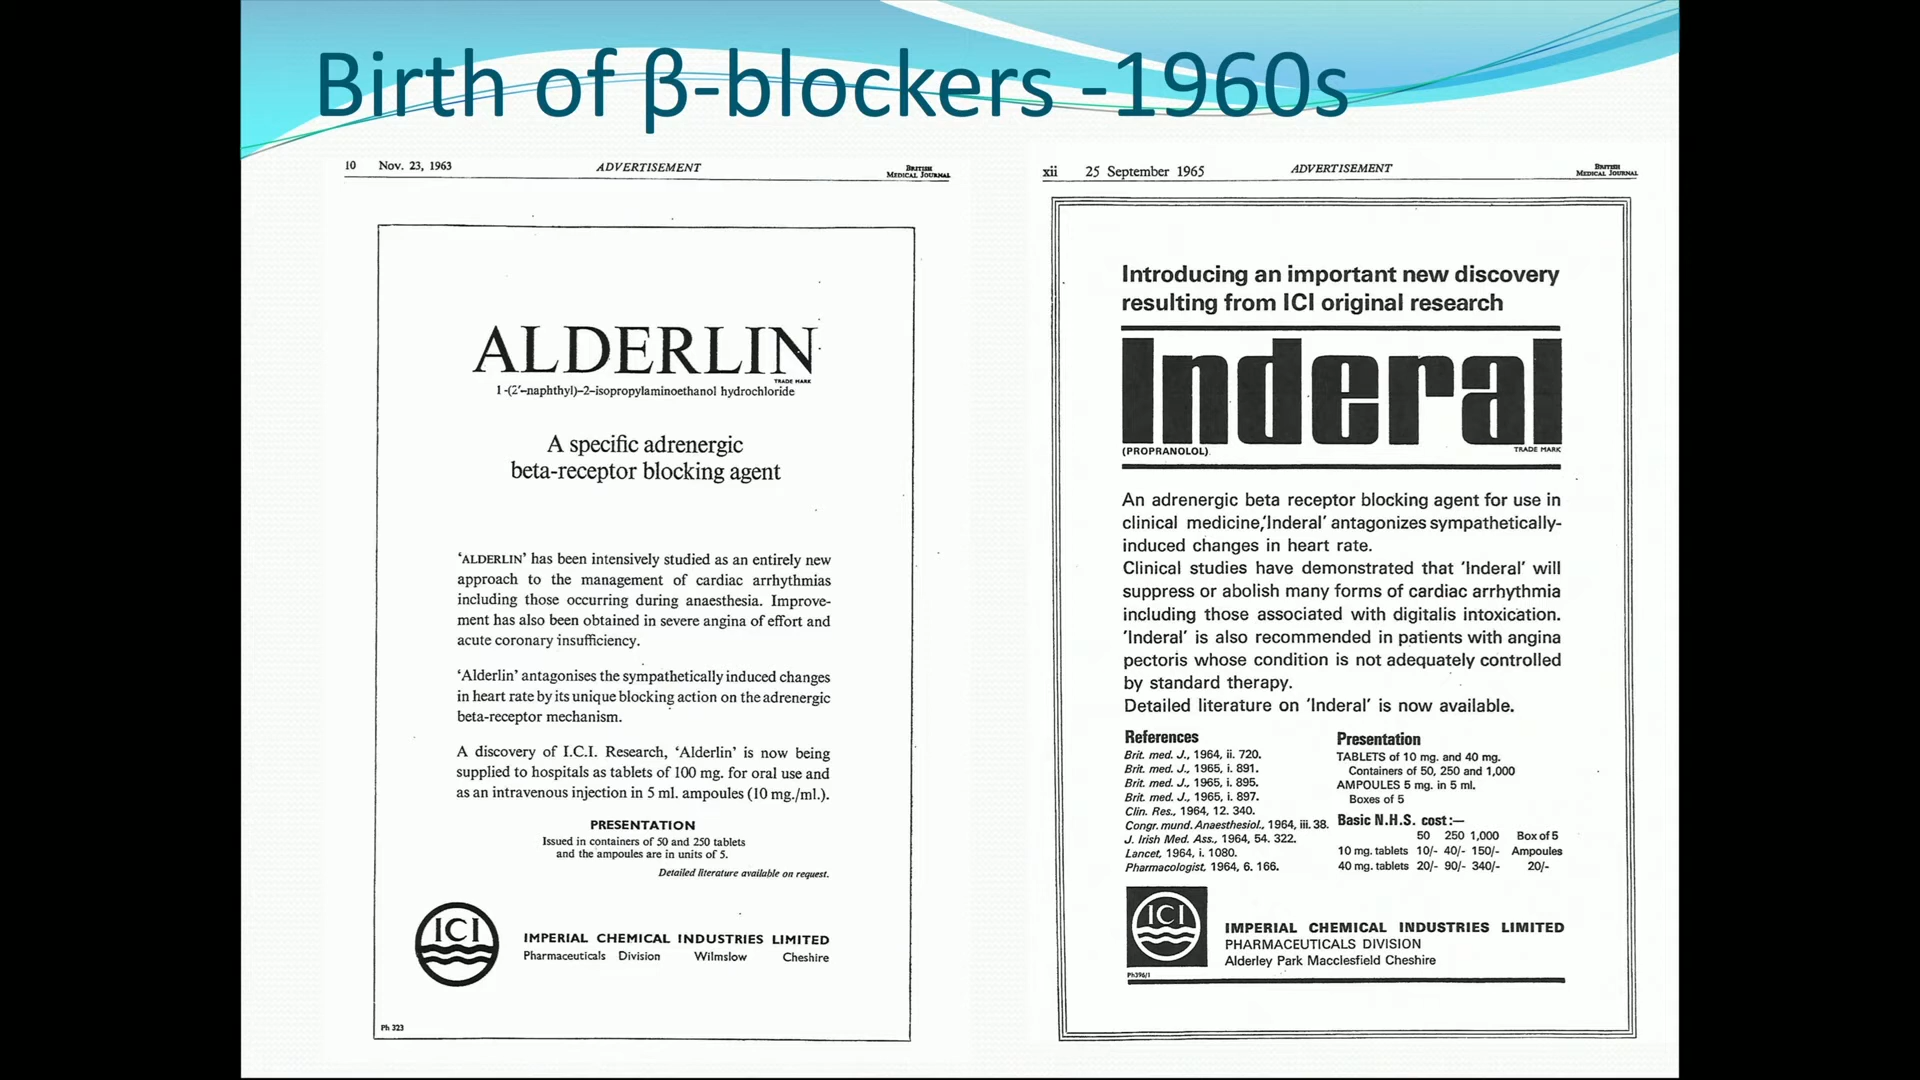 Birth of β-blockers -1960s
10 Nov. 23, 1963 ADVERTISEMENT BRITISH MEDICAL JOURNAL
ALDERLIN
TRADE MARK
1-(2'-naphthyl)-2-isopropylaminoethanol hydrochloride
A specific adrenergic
beta-receptor blocking agent
'ALDERLIN' has been intensively studied as an entirely new
approach to the management of cardiac arrhythmias
including those occurring during anaesthesia. Improve-
ment has also been obtained in severe angina of effort and
acute coronary insufficiency.
'Alderlin' antagonises the sympathetically induced changes
in heart rate by its unique blocking action on the adrenergic
beta-receptor mechanism.
A discovery of I.C.I. Research, 'Alderlin' is now being
supplied to hospitals as tablets of 100 mg. for oral use and
as an intravenous injection in 5 ml. ampoules (10 mg./ml.).
PRESENTATION
Issued in containers of 50 and 250 tablets
and the ampoules are in units of 5.
Detailed literature available on request.
ICI
IMPERIAL CHEMICAL INDUSTRIES LIMITED
Pharmaceuticals Division Wilmslow Cheshire
Ph 323
xii 25 September 1965 ADVERTISEMENT BRITISH MEDICAL JOURNAL
Introducing an important new discovery
resulting from ICI original research
Inderal
(PROPRANOLOL) TRADE MARK
An adrenergic beta receptor blocking agent for use in
clinical medicine,'Inderal' antagonizes sympathetically-
induced changes in heart rate.
Clinical studies have demonstrated that 'Inderal' will
suppress or abolish many forms of cardiac arrhythmia
including those associated with digitalis intoxication.
'Inderal' is also recommended in patients with angina
pectoris whose condition is not adequately controlled
by standard therapy.
Detailed literature on 'Inderal' is now available.
References
Brit. med. J., 1964, ii. 720.
Brit. med. J., 1965, i. 891.
Brit. med. J., 1965, i. 895.
Brit. med. J., 1965, i. 897.
Clin. Res., 1964, 12. 340.
Congr. mund. Anaesthesiol., 1964, iii. 38.
J. Irish Med. Ass., 1964, 54. 322.
Lancet, 1964, i. 1080.
Pharmacologist, 1964, 6. 166.
Presentation
TABLETS of 10 mg. and 40 mg.
Containers of 50, 250 and 1,000
AMPOULES 5 mg. in 5 ml.
Boxes of 5
Basic N.H.S. cost:—
50 250 1,000 Box of 5
10 mg. tablets 10/- 40/- 150/- Ampoules
40 mg. tablets 20/- 90/- 340/- 20/-
ICI
IMPERIAL CHEMICAL INDUSTRIES LIMITED
PHARMACEUTICALS DIVISION
Alderley Park Macclesfield Cheshire
Ph396/1